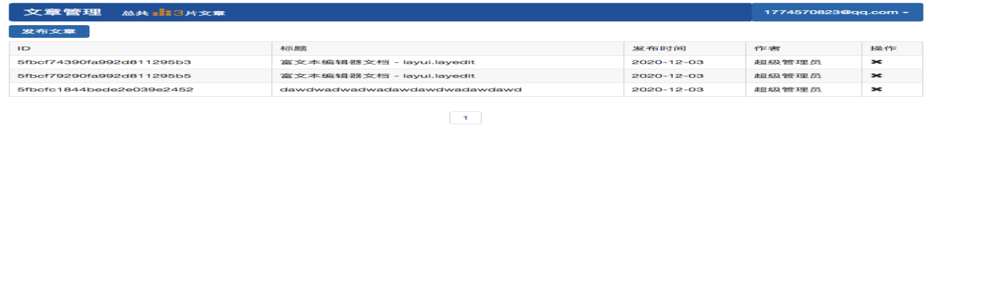 文章管理 总共 3片文章 1774570823@qq.com
发布文章
ID 标题 发布时间 作者 操作
5fbcf74390fa992d811295b3 富文本编辑器文档 - layui.layedit 2020-12-03 超级管理员 ✖
5fbcf79290fa992d811295b5 富文本编辑器文档 - layui.layedit 2020-12-03 超级管理员 ✖
5fbcfc1844bede2e039e2452 dawdwadwadwadawdawdwadawdawd 2020-12-03 超级管理员 ✖
1